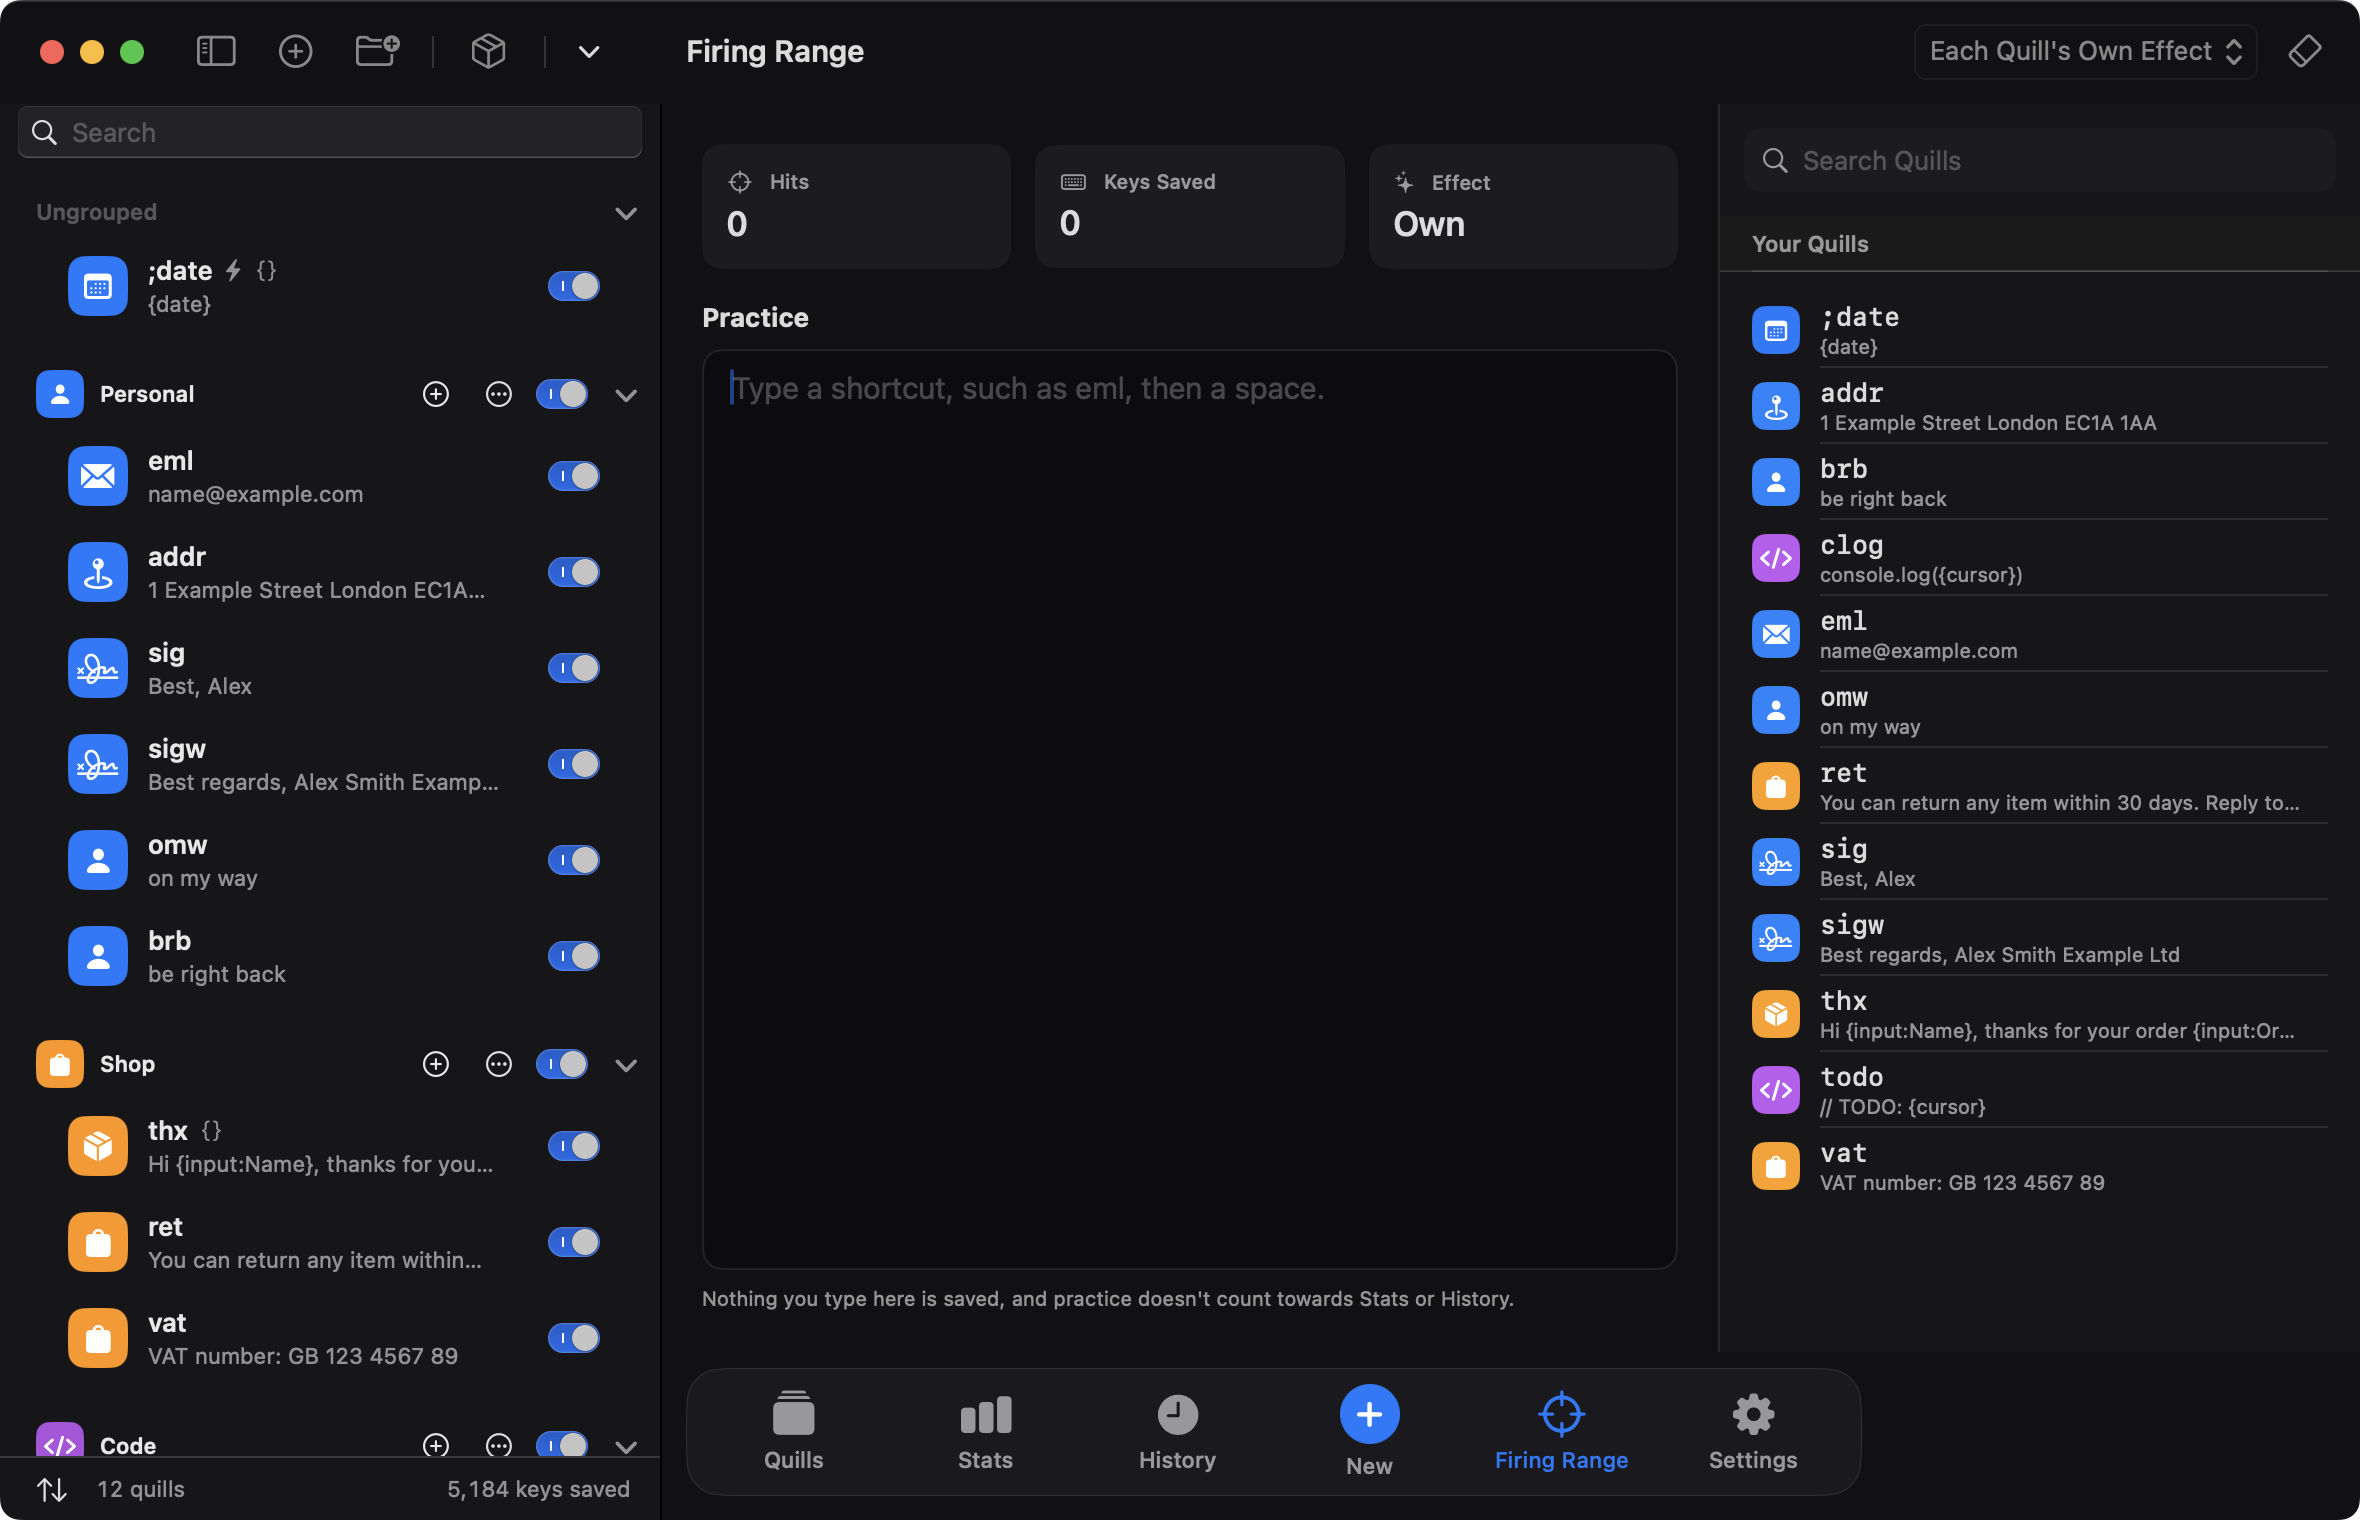 Firing Range
Each Quill's Own Effect
Search
Ungrouped
;date {}
{date}
Personal
eml
name@example.com
addr
1 Example Street London EC1A...
sig
Best, Alex
sigw
Best regards, Alex Smith Examp...
omw
on my way
brb
be right back
Shop
thx {}
Hi {input:Name}, thanks for you...
ret
You can return any item within...
vat
VAT number: GB 123 4567 89
Code
12 quills
5,184 keys saved
Hits
0
Keys Saved
0
Effect
Own
Practice
Type a shortcut, such as eml, then a space.
Nothing you type here is saved, and practice doesn't count towards Stats or History.
Search Quills
Your Quills
;date
{date}
addr
1 Example Street London EC1A 1AA
brb
be right back
clog
console.log({cursor})
eml
name@example.com
omw
on my way
ret
You can return any item within 30 days. Reply to...
sig
Best, Alex
sigw
Best regards, Alex Smith Example Ltd
thx
Hi {input:Name}, thanks for your order {input:Or...
todo
// TODO: {cursor}
vat
VAT number: GB 123 4567 89
Quills
Stats
History
New
Firing Range
Settings